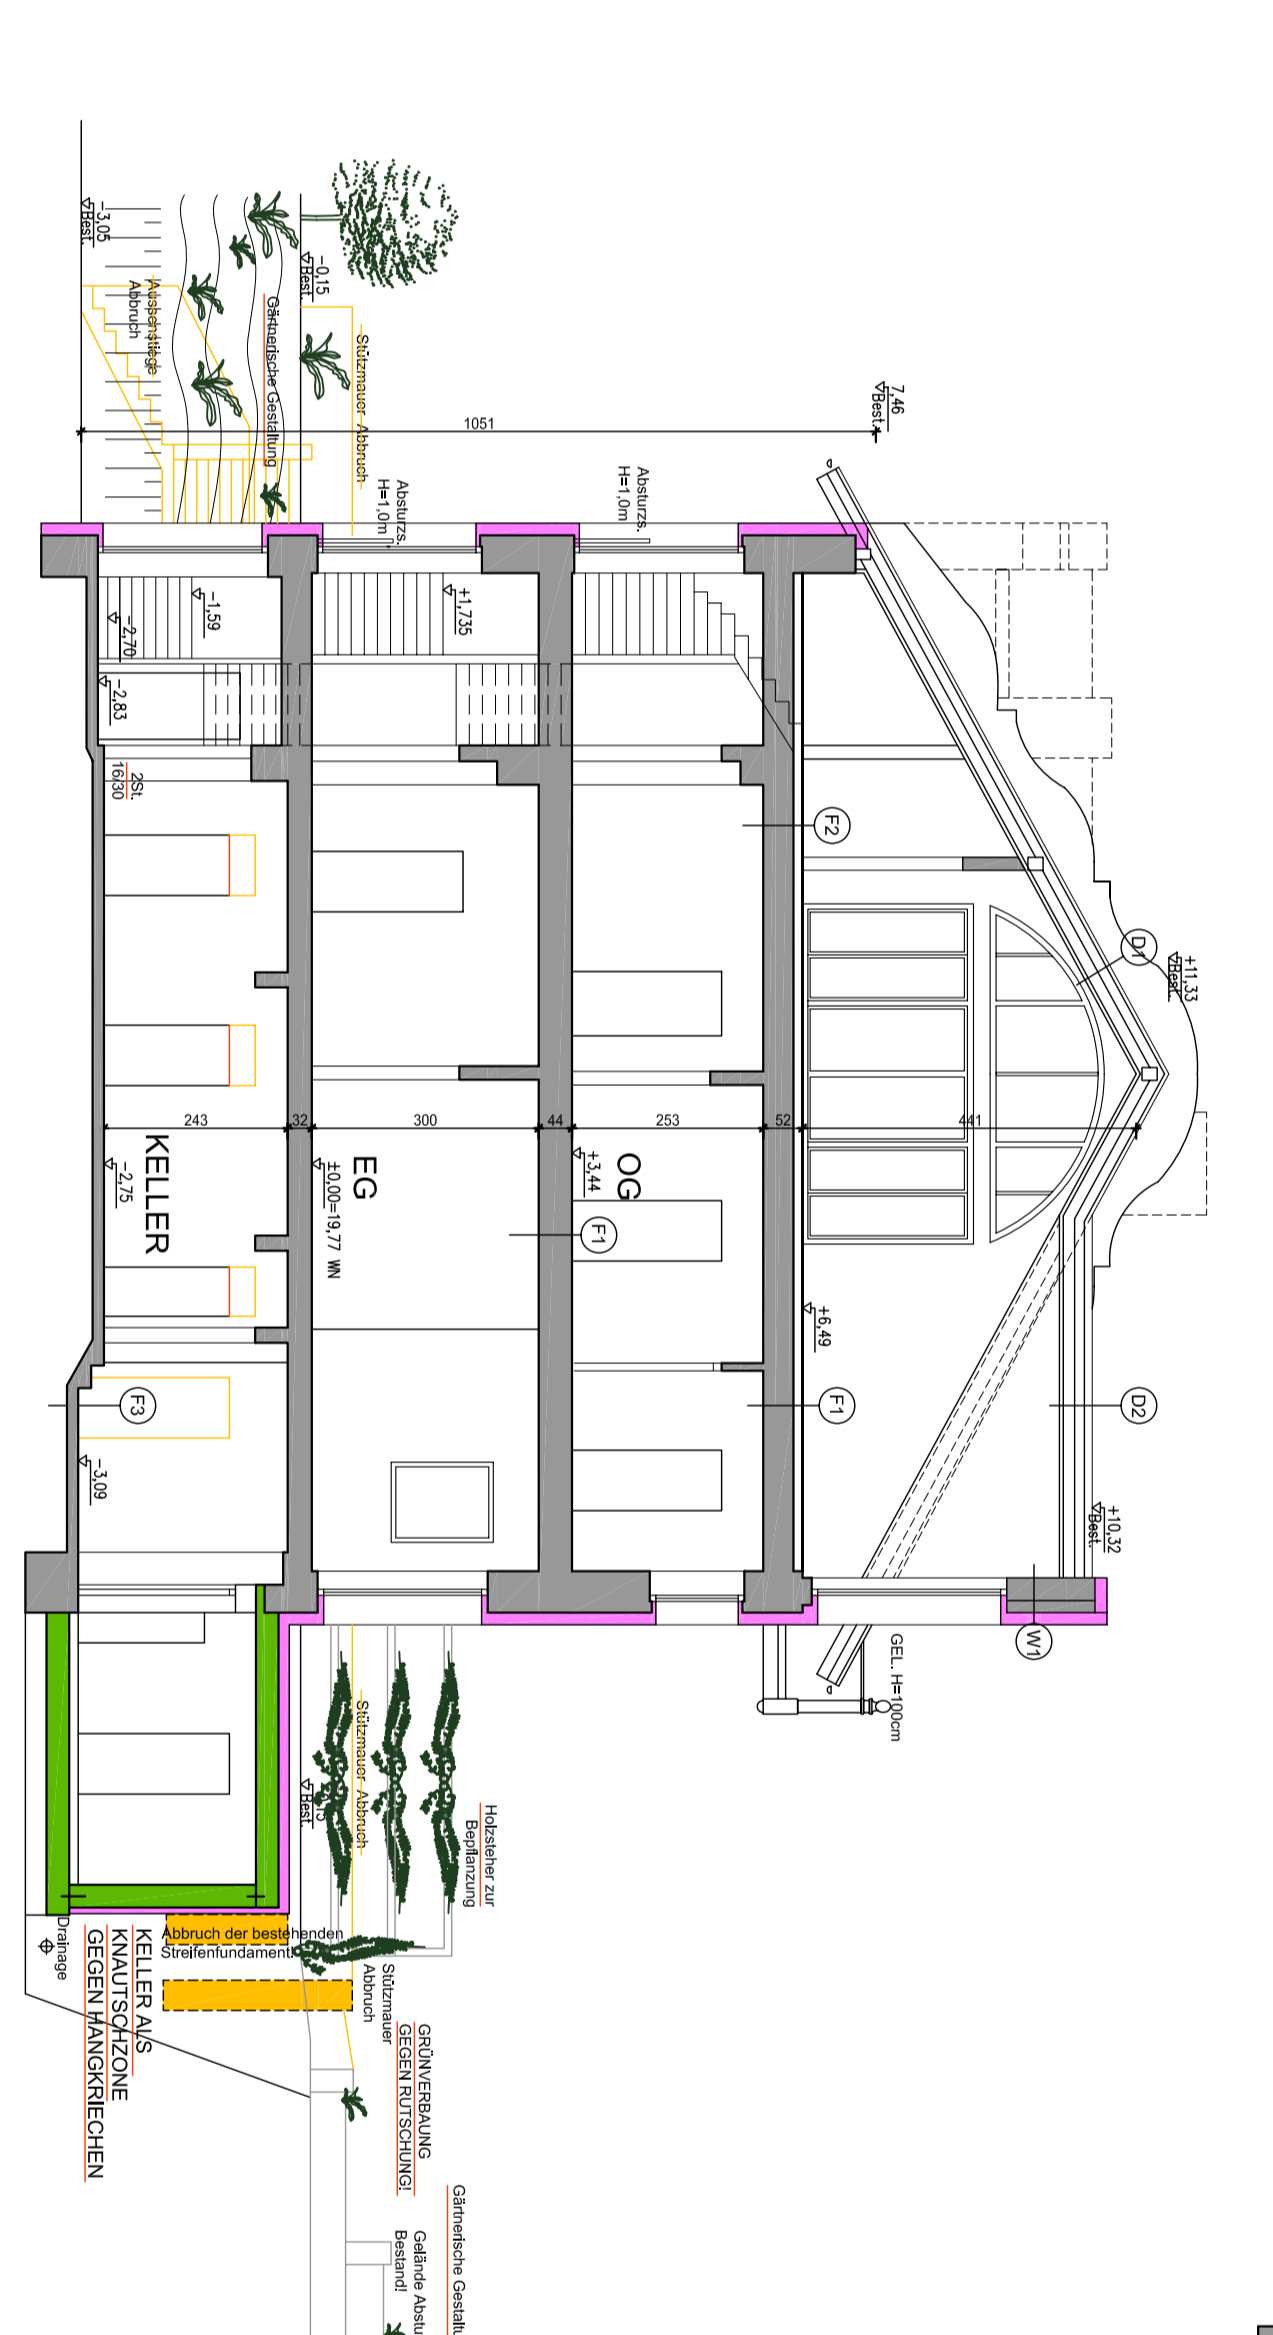 7,46
Best.
+11,33
Best.
D1
F2
441
+6,49
F1
D2
+10,32
Best.
W1
GEL. H=100cm
52
Absturzs.
H=1,0m
253
OG
+3,44
F1
44
1051
Absturzs.
H=1,0m
+1,735
300
EG
±0,00=19,77 WN
32
-0,15
Best.
Stützmauer Abbruch
Gärtnerische Gestaltung
Aussenstiege
Abbruch
-3,05
Best.
-1,59
-2,70
-2,83
2St.
16/30
243
KELLER
-2,75
F3
-3,09
Holzsteher zur
Bepflanzung
Stützmauer Abbruch
Best.
Abbruch der bestehenden
Streifenfundament!
Stützmauer
Abbruch
GRÜNVERBAUNG
GEGEN RUTSCHUNG!
Gärtnerische Gestaltu
Gelände Abstu
Bestand!
KELLER ALS
KNAUTSCHZONE
GEGEN HANGKRIECHEN
Drainage